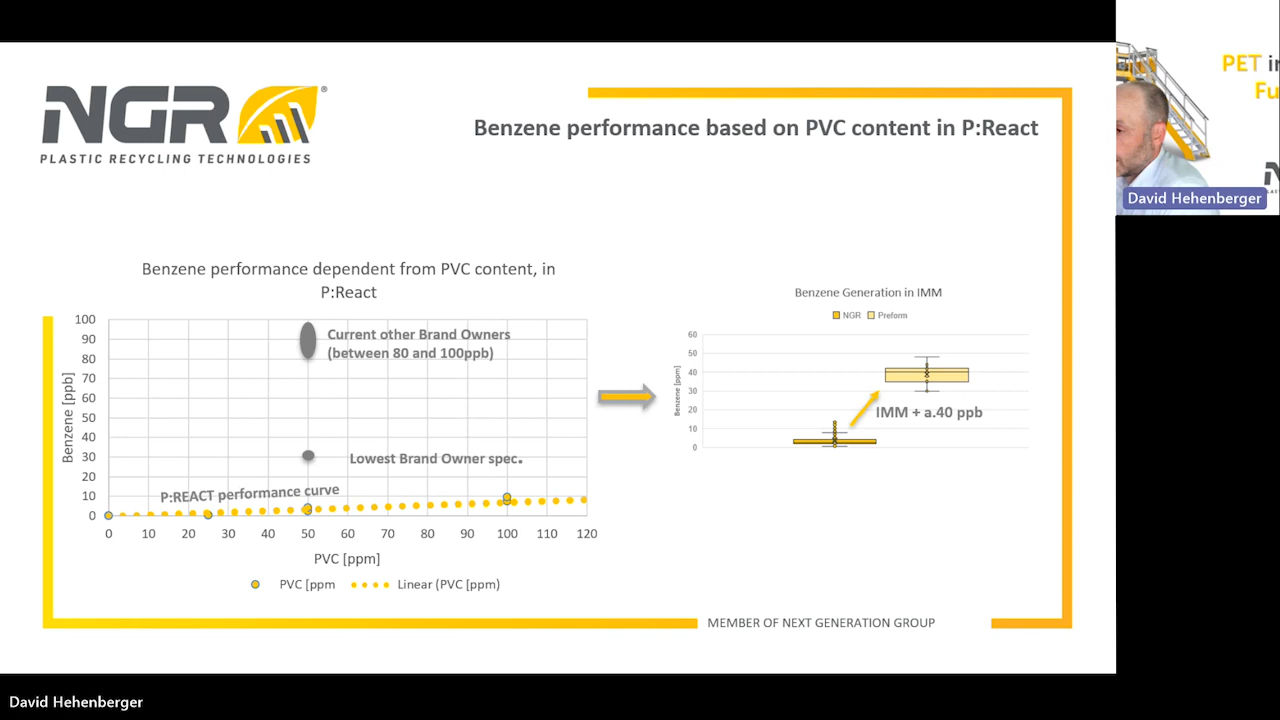 NGR®
PLASTIC RECYCLING TECHNOLOGIES
Benzene performance based on PVC content in P:React
PET in
Fu
David Hehenberger
Benzene performance dependent from PVC content, in
P:React
100
90
80
70
60
50
40
30
20
10
0
Benzene [ppb]
Current other Brand Owners
(between 80 and 100ppb)
Lowest Brand Owner spec.
P:REACT performance curve
0 10 20 30 40 50 60 70 80 90 100 110 120
PVC [ppm]
PVC [ppm
Linear (PVC [ppm)
Benzene Generation in IMM
NGR Preform
60
50
40
30
20
10
0
Benzene [ppm]
IMM + a.40 ppb
MEMBER OF NEXT GENERATION GROUP
David Hehenberger